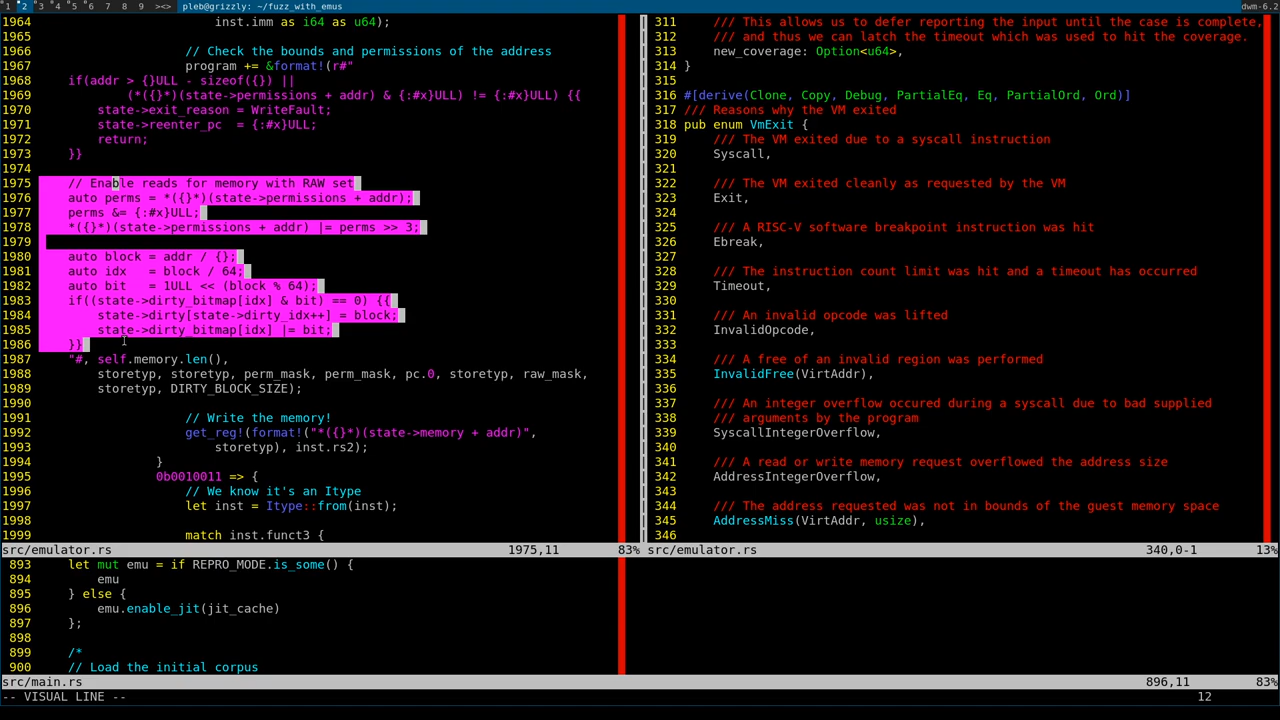 1 2 3 4 5 6 7 8 9 ><> pleb@grizzly: ~/fuzz_with_emus dwm-6.2
1964 inst.imm as i64 as u64);
1965
1966 // Check the bounds and permissions of the address
1967 program += &format!(r#"
1968 if(addr > {}ULL - sizeof({}) ||
1969 (*({}*)(state->permissions + addr) & {:#x}ULL) != {:#x}ULL) {{
1970 state->exit_reason = WriteFault;
1971 state->reenter_pc  = {:#x}ULL;
1972 return;
1973 }}
1974
1975 // Enable reads for memory with RAW set
1976 auto perms = *({}*)(state->permissions + addr);
1977 perms &= {:#x}ULL;
1978 *({}*)(state->permissions + addr) |= perms >> 3;
1979
1980 auto block = addr / {};
1981 auto idx   = block / 64;
1982 auto bit   = 1ULL << (block % 64);
1983 if((state->dirty_bitmap[idx] & bit) == 0) {{
1984 state->dirty[state->dirty_idx++] = block;
1985 state->dirty_bitmap[idx] |= bit;
1986 }}
1987 "#, self.memory.len(),
1988 storetyp, storetyp, perm_mask, perm_mask, pc.0, storetyp, raw_mask,
1989 storetyp, DIRTY_BLOCK_SIZE);
1990
1991 // Write the memory!
1992 get_reg!(format!("*({}*)(state->memory + addr)",
1993 storetyp), inst.rs2);
1994 }
1995 0b0010011 => {
1996 // We know it's an Itype
1997 let inst = Itype::from(inst);
1998
1999 match inst.funct3 {
src/emulator.rs 1975,11 83%
311 /// This allows us to defer reporting the input until the case is complete,
312 /// and thus we can latch the timeout which was used to hit the coverage.
313 new_coverage: Option<u64>,
314 }
315
316 #[derive(Clone, Copy, Debug, PartialEq, Eq, PartialOrd, Ord)]
317 /// Reasons why the VM exited
318 pub enum VmExit {
319 /// The VM exited due to a syscall instruction
320 Syscall,
321
322 /// The VM exited cleanly as requested by the VM
323 Exit,
324
325 /// A RISC-V software breakpoint instruction was hit
326 Ebreak,
327
328 /// The instruction count limit was hit and a timeout has occurred
329 Timeout,
330
331 /// An invalid opcode was lifted
332 InvalidOpcode,
333
334 /// A free of an invalid region was performed
335 InvalidFree(VirtAddr),
336
337 /// An integer overflow occured during a syscall due to bad supplied
338 /// arguments by the program
339 SyscallIntegerOverflow,
340
341 /// A read or write memory request overflowed the address size
342 AddressIntegerOverflow,
343
344 /// The address requested was not in bounds of the guest memory space
345 AddressMiss(VirtAddr, usize),
346
src/emulator.rs 340,0-1 13%
893 let mut emu = if REPRO_MODE.is_some() {
894 emu
895 } else {
896 emu.enable_jit(jit_cache)
897 };
898
899 /*
900 // Load the initial corpus
src/main.rs 896,11 83%
-- VISUAL LINE -- 12